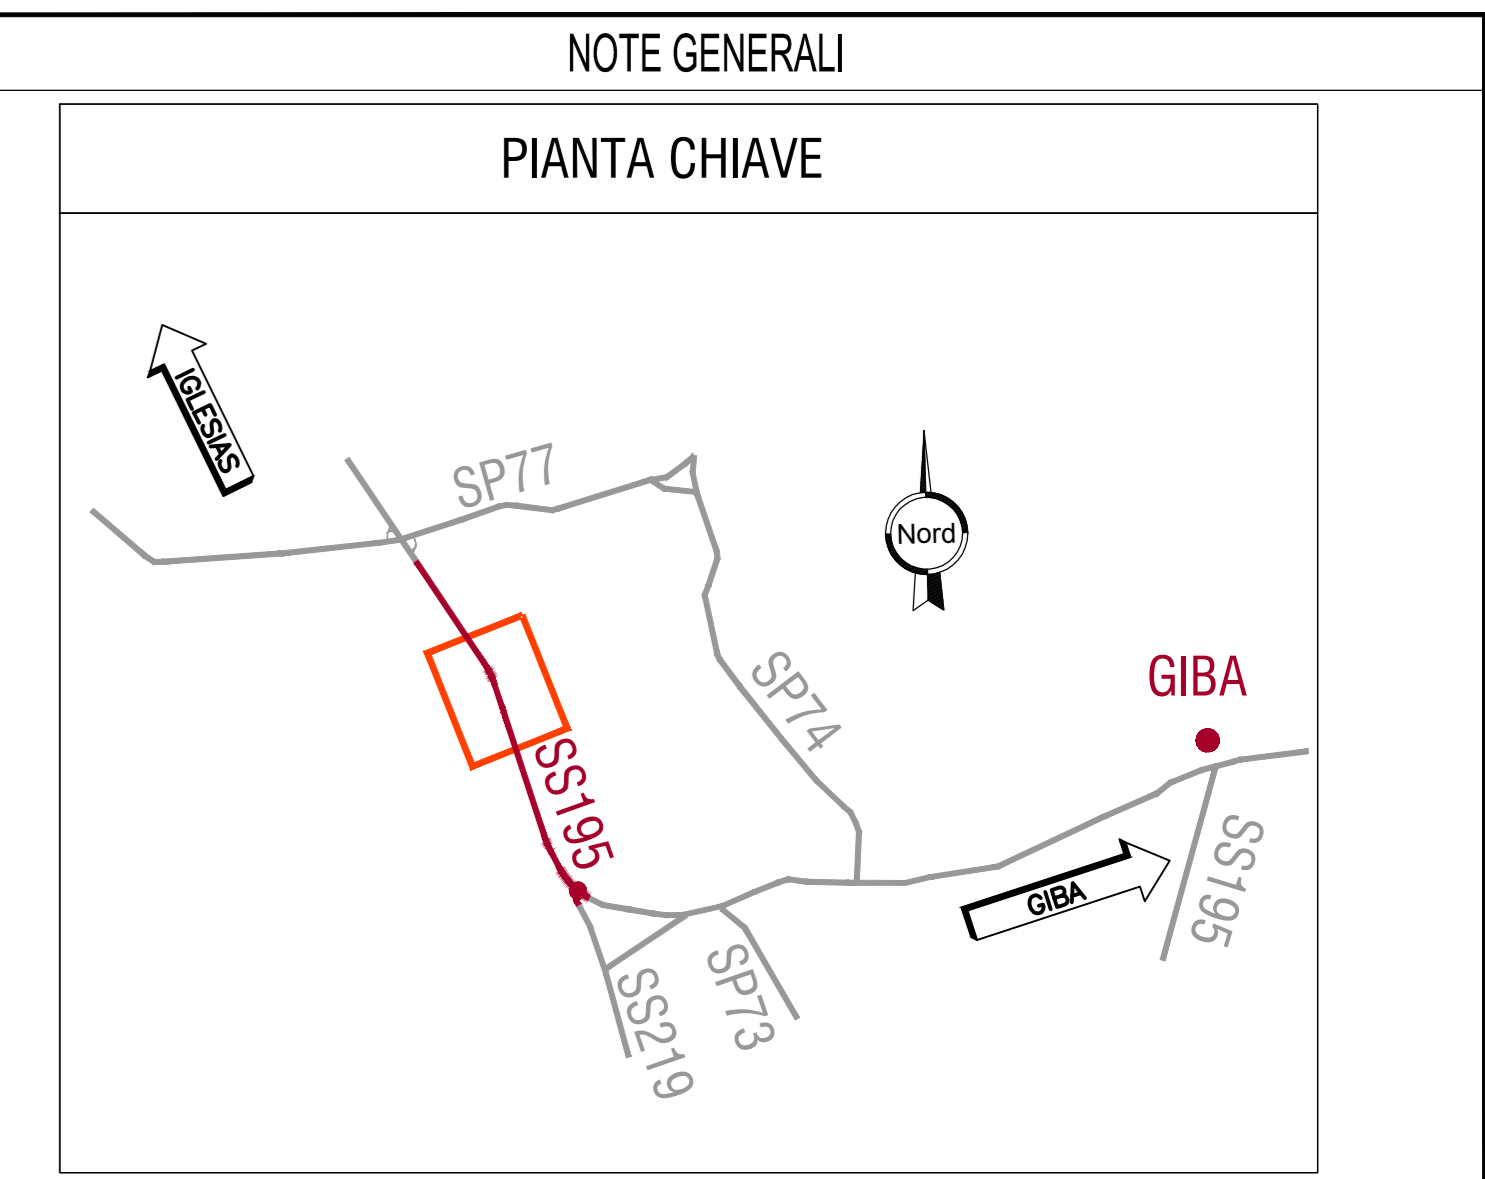 NOTE GENERALI
PIANTA CHIAVE
IGLESIAS
SP77
Nord
SP74
GIBA
SS195
SS195
GIBA
SS219
SP73